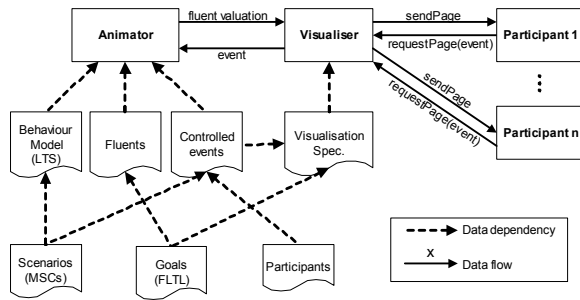 Animator
fluent valuation
event
Visualiser
sendPage
requestPage(event)
Participant 1
sendPage
requestPage(event)
Participant n
Behaviour
Model
(LTS)
Fluents
Controlled
events
Visualisation
Spec.
Scenarios
(MSCs)
Goals
(FLTL)
Participants
Data dependency
X
Data flow